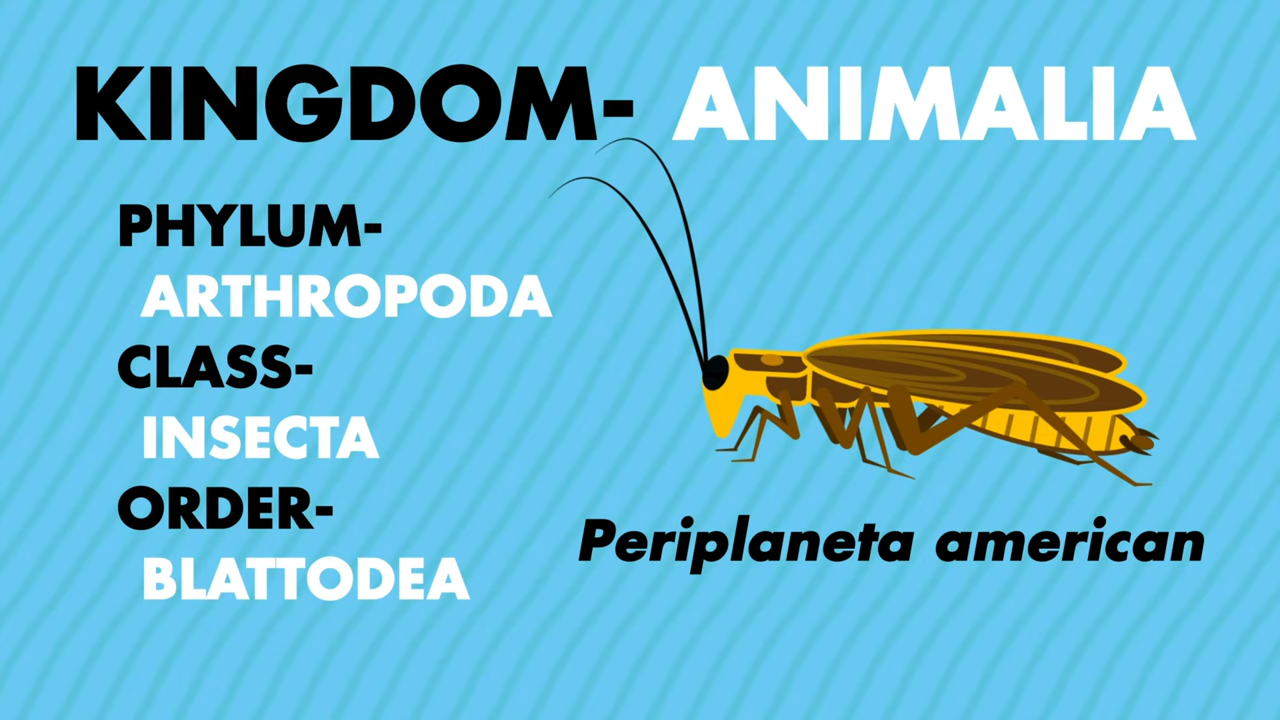 KINGDOM- ANIMALIA
PHYLUM-
ARTHROPODA
CLASS-
INSECTA
ORDER-
BLATTODEA
Periplaneta american